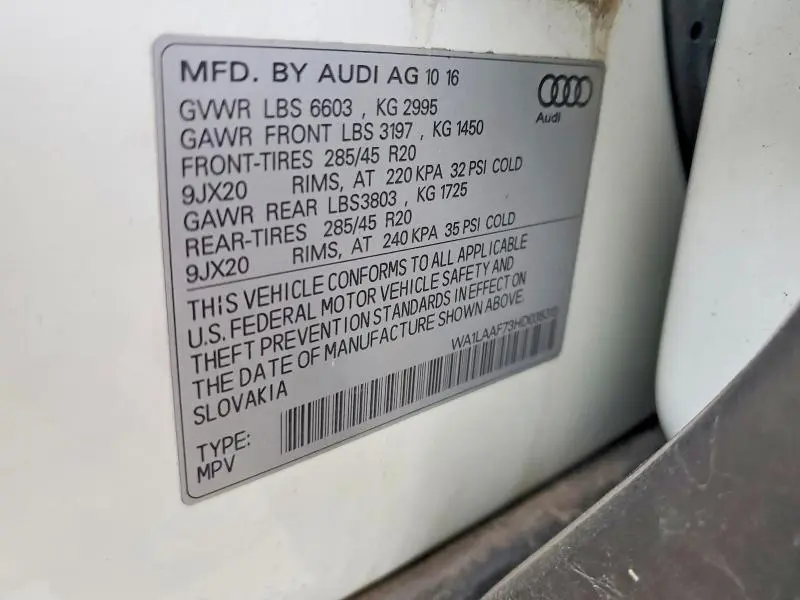 MFD. BY AUDI AG 10 16
Audi
GVWR LBS 6603 , KG 2995
GAWR FRONT LBS 3197 , KG 1450
FRONT-TIRES 285/45 R20
9JX20 RIMS, AT 220 KPA 32 PSI COLD
GAWR REAR LBS3803 , KG 1725
REAR-TIRES 285/45 R20
9JX20 RIMS, AT 240 KPA 35 PSI COLD
THIS VEHICLE CONFORMS TO ALL APPLICABLE
U.S. FEDERAL MOTOR VEHICLE SAFETY AND
THEFT PREVENTION STANDARDS IN EFFECT ON
THE DATE OF MANUFACTURE SHOWN ABOVE.
SLOVAKIA
TYPE:
MPV